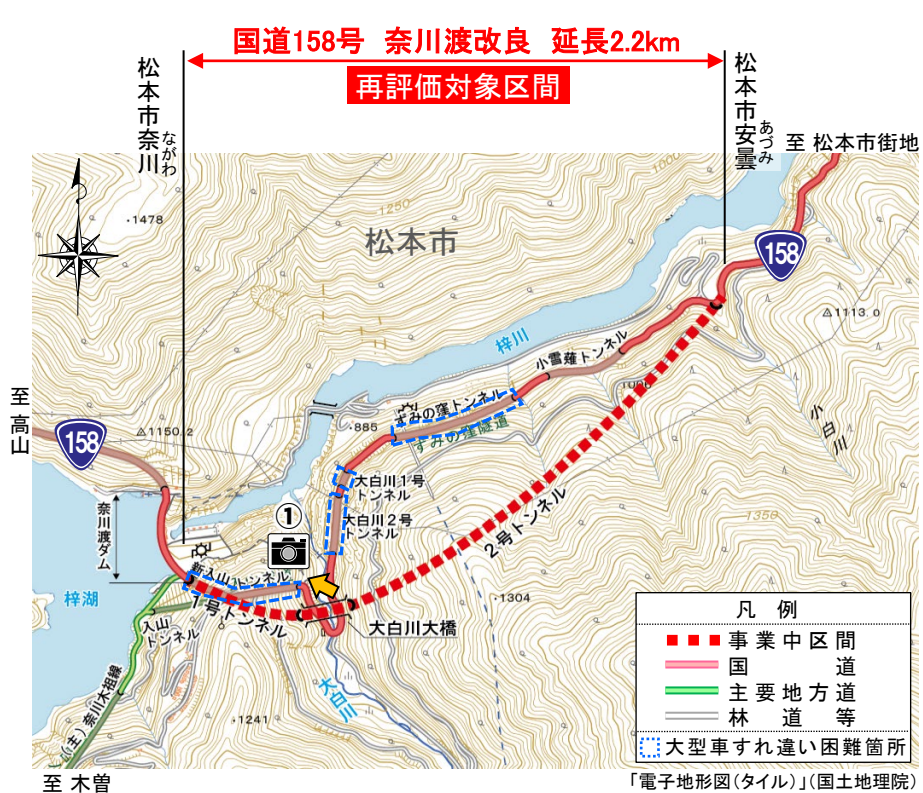 国道158号 奈川渡改良 延長2.2km
再評価対象区間
松本市奈川
ながわ
松本市安曇
あづみ
至 松本市街地
・1478
1250
1000
松本市
158
△1113.0
梓川
小雪薙トンネル
1000
至 高山
158
△1150.2
・885
ずみの窪トンネル
ずみの窪隧道
小白川
大白川1号
トンネル
①
大白川2号
トンネル
2号トンネル
1350
奈川渡ダム
新入山トンネル
・1304
梓湖
1号トンネル
入山
トンネル
大白川大橋
大白川
(主)奈川木祖線
・1241
凡 例
事業中区間
国 道
主要地方道
林 道 等
大型車すれ違い困難箇所
至 木曽
「電子地形図(タイル)」(国土地理院)